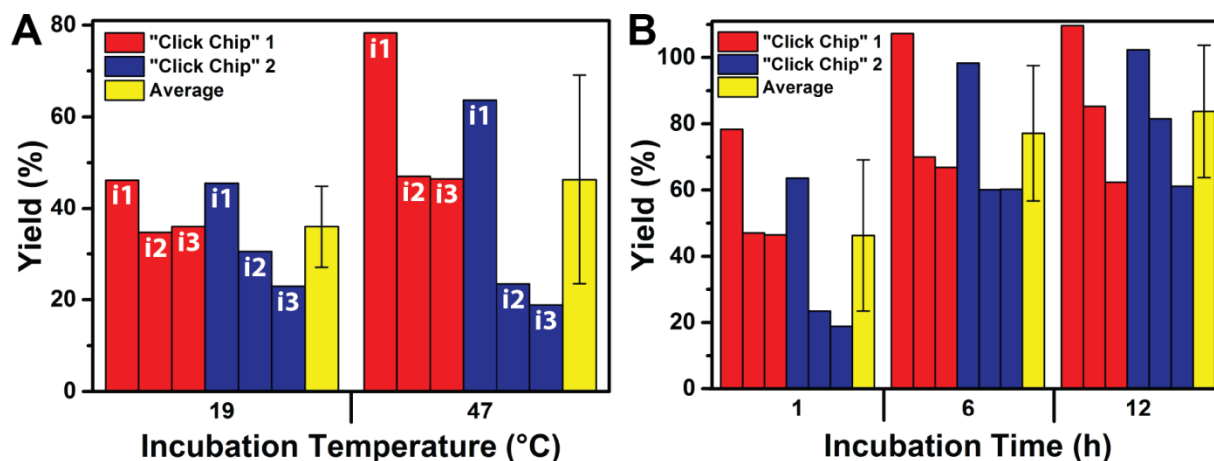 A
Yield (%)
80
60
40
20
0
"Click Chip" 1
"Click Chip" 2
Average
i1
i2
i3
i1
i2
i3
i1
i2
i3
i1
i2
i3
19
47
Incubation Temperature (°C)
B
Yield (%)
100
80
60
40
20
0
"Click Chip" 1
"Click Chip" 2
Average
1
6
12
Incubation Time (h)